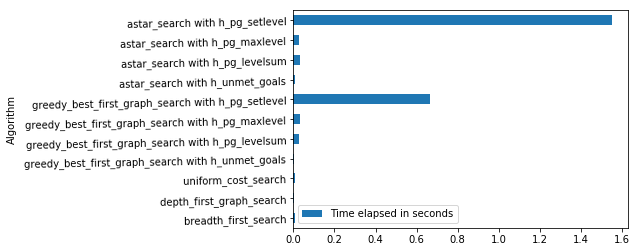 astar_search with h_pg_setlevel
astar_search with h_pg_maxlevel
astar_search with h_pg_levelsum
astar_search with h_unmet_goals
greedy_best_first_graph_search with h_pg_setlevel
greedy_best_first_graph_search with h_pg_maxlevel
greedy_best_first_graph_search with h_pg_levelsum
greedy_best_first_graph_search with h_unmet_goals
uniform_cost_search
depth_first_graph_search
breadth_first_search
Algorithm
Time elapsed in seconds
0.0 0.2 0.4 0.6 0.8 1.0 1.2 1.4 1.6